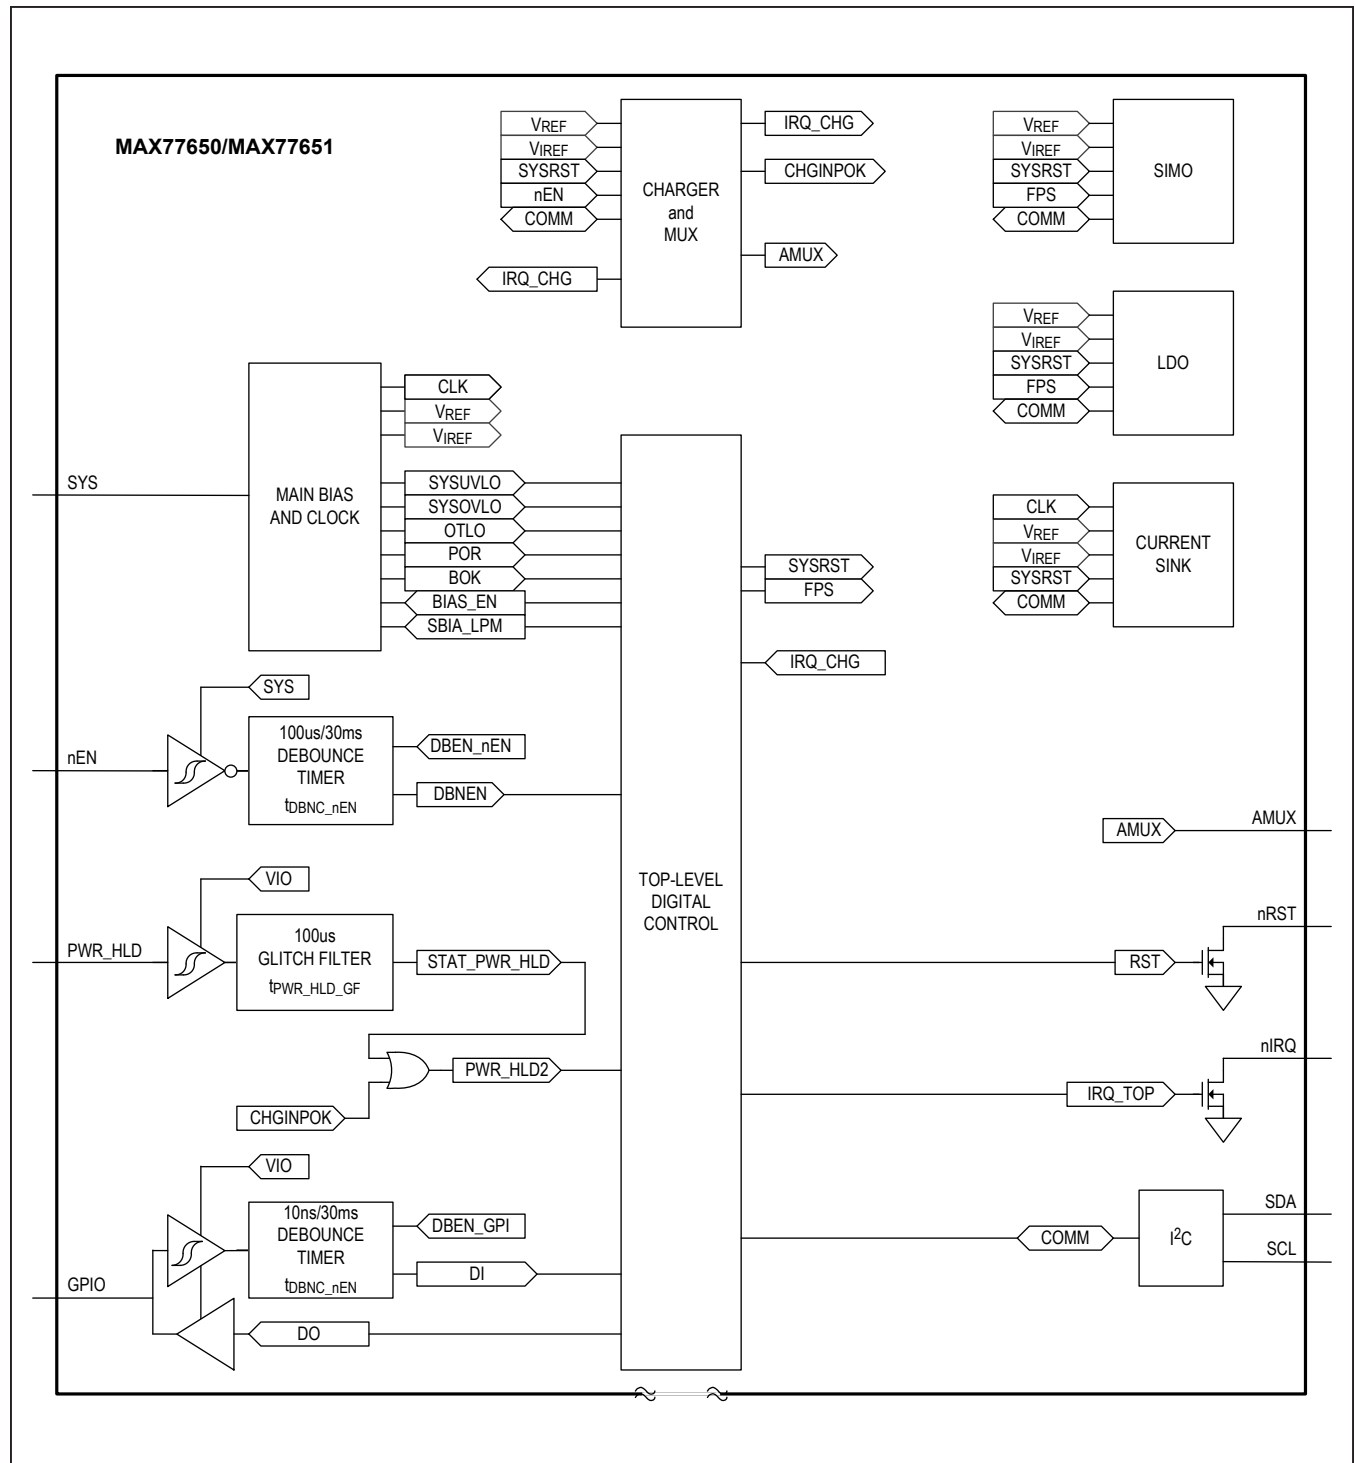 MAX77650/MAX77651
VREF
VIREF
SYSRST
nEN
COMM
IRQ_CHG
CHARGER
and
MUX
IRQ_CHG
CHGINPOK
AMUX
VREF
VIREF
SYSRST
FPS
COMM
SIMO
VREF
VIREF
SYSRST
FPS
COMM
LDO
CLK
VREF
VIREF
SYSRST
COMM
CURRENT
SINK
SYS
MAIN BIAS
AND CLOCK
CLK
VREF
VIREF
SYSUVLO
SYSOVLO
OTLO
POR
BOK
BIAS_EN
SBIA_LPM
SYSRST
FPS
IRQ_CHG
TOP-LEVEL
DIGITAL
CONTROL
SYS
nEN
100us/30ms
DEBOUNCE
TIMER
tDBNC_nEN
DBEN_nEN
DBNEN
VIO
PWR_HLD
100us
GLITCH FILTER
tPWR_HLD_GF
STAT_PWR_HLD
PWR_HLD2
CHGINPOK
VIO
GPIO
10ns/30ms
DEBOUNCE
TIMER
tDBNC_nEN
DBEN_GPI
DI
DO
AMUX
AMUX
nRST
RST
nIRQ
IRQ_TOP
COMM
I2C
SDA
SCL